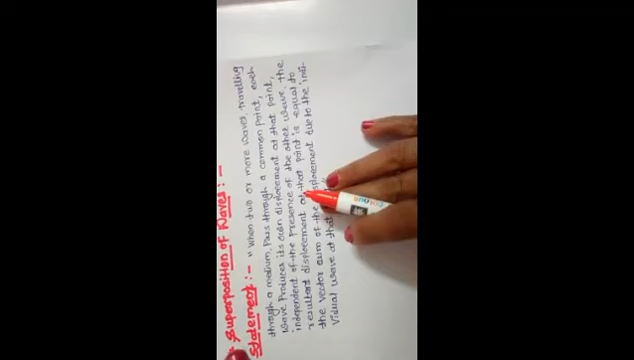 Superposition of Waves :-
Statement :- " When two or more waves, travelling
through a medium. Pass through a common point, each
wave Produces its own displacement at that point,
independent of the presence of the other wave. The
resultant displacement at that point is equal to
the vector sum of the displacement due to the indi-
vidual wave at that
COLOUR